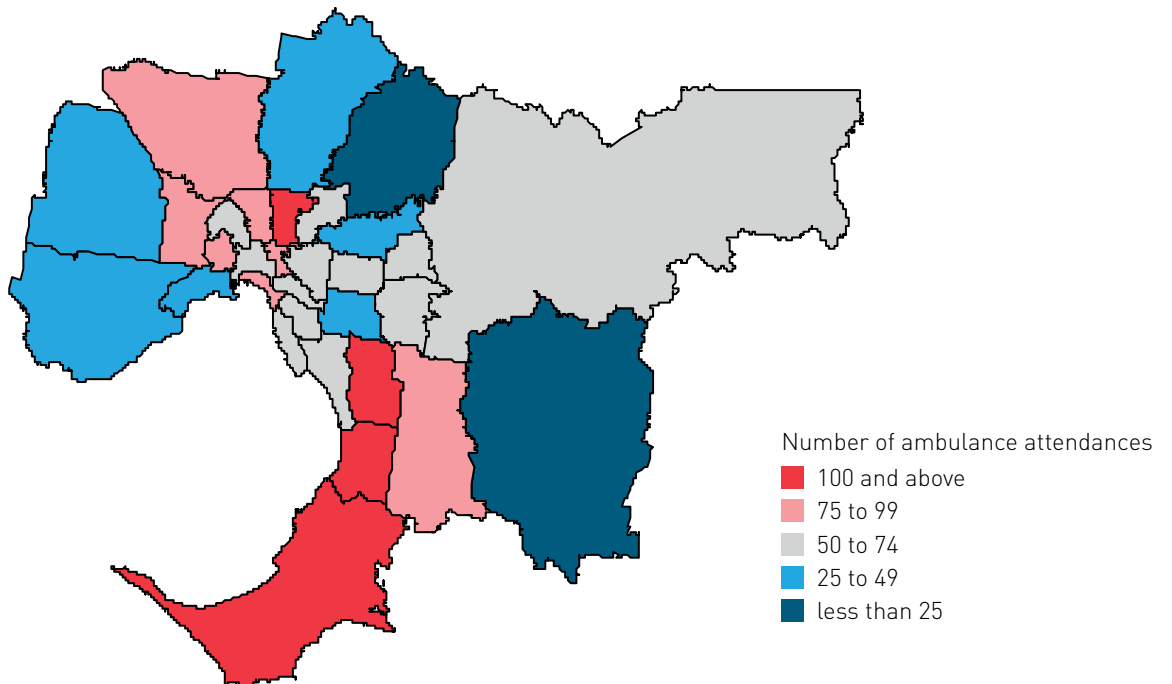 Number of ambulance attendances
100 and above
75 to 99
50 to 74
25 to 49
less than 25